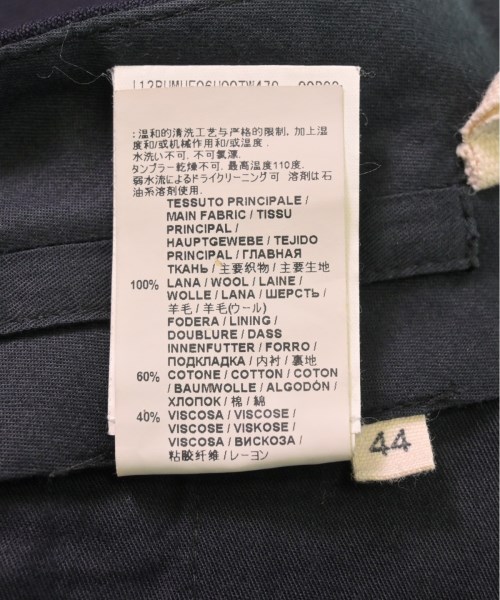 :温和的清洗工艺与严格的限制, 加上湿
度和/或机械作用和/或温度.
水洗い不可. 不可氯漂.
タンブラー乾燥不可. 最高温度110度.
弱水流によるドライクリーニング可 溶剤は石
油系溶剤使用.
TESSUTO PRINCIPALE /
MAIN FABRIC / TISSU
PRINCIPAL /
HAUPTGEWEBE / TEJIDO
PRINCIPAL / ГЛАВНАЯ
ТКАНЬ / 主要织物 / 主要生地
100% LANA / WOOL / LAINE /
WOLLE / LANA / ШЕРСТЬ /
羊毛 / 羊毛(ウール)
FODERA / LINING /
DOUBLURE / DASS
INNENFUTTER / FORRO /
ПОДКЛАДКА / 内衬 / 裏地
60% COTONE / COTTON / COTON
/ BAUMWOLLE / ALGODÓN /
ХЛОПОК / 棉 / 綿
40% VISCOSA / VISCOSE /
VISCOSE / VISKOSE /
VISCOSA / ВИСКОЗА /
粘胶纤维 / レーヨン
44